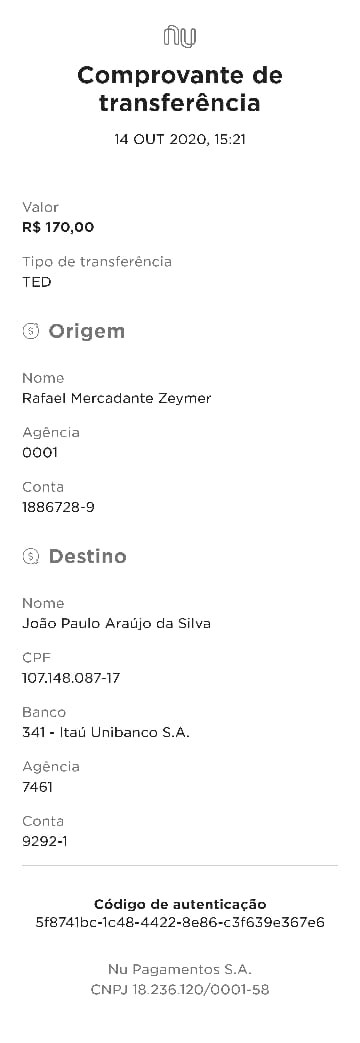 nu
Comprovante de
transferência
14 OUT 2020, 15:21
Valor
R$ 170,00
Tipo de transferência
TED
Origem
Nome
Rafael Mercadante Zeymer
Agência
0001
Conta
1886728-9
Destino
Nome
João Paulo Araújo da Silva
CPF
107.148.087-17
Banco
341 - Itaú Unibanco S.A.
Agência
7461
Conta
9292-1
Código de autenticação
5f8741bc-1c48-4422-8e86-c3f639e367e6
Nu Pagamentos S.A.
CNPJ 18.236.120/0001-58